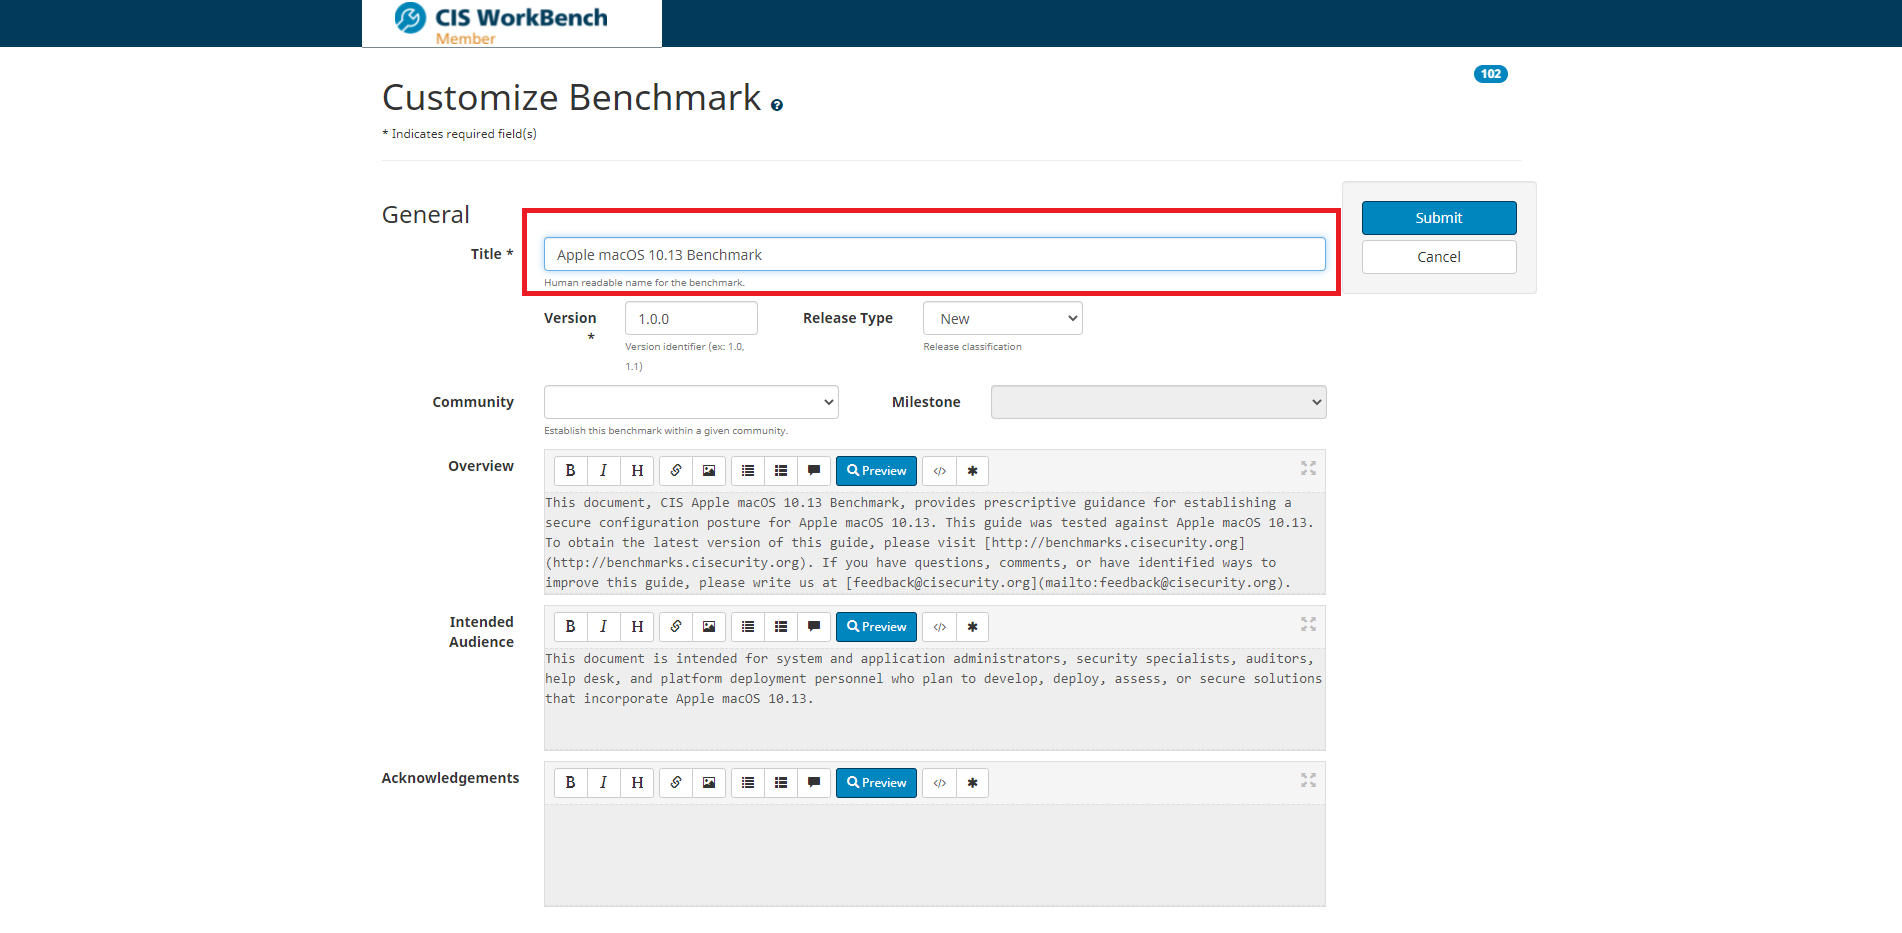 CIS WorkBench
Member
102
Customize Benchmark
* Indicates required field(s)
General
Submit
Cancel
Title *
Apple macOS 10.13 Benchmark
Human readable name for the benchmark.
Version
*
1.0.0
Version identifier (ex: 1.0,
1.1)
Release Type
New
Release classification
Community
Milestone
Establish this benchmark within a given community.
Overview
B I H Preview </> ✱
This document, CIS Apple macOS 10.13 Benchmark, provides prescriptive guidance for establishing a
secure configuration posture for Apple macOS 10.13. This guide was tested against Apple macOS 10.13.
To obtain the latest version of this guide, please visit [http://benchmarks.cisecurity.org]
(http://benchmarks.cisecurity.org). If you have questions, comments, or have identified ways to
improve this guide, please write us at [feedback@cisecurity.org](mailto:feedback@cisecurity.org).
Intended
Audience
B I H Preview </> ✱
This document is intended for system and application administrators, security specialists, auditors,
help desk, and platform deployment personnel who plan to develop, deploy, assess, or secure solutions
that incorporate Apple macOS 10.13.
Acknowledgements
B I H Preview </> ✱